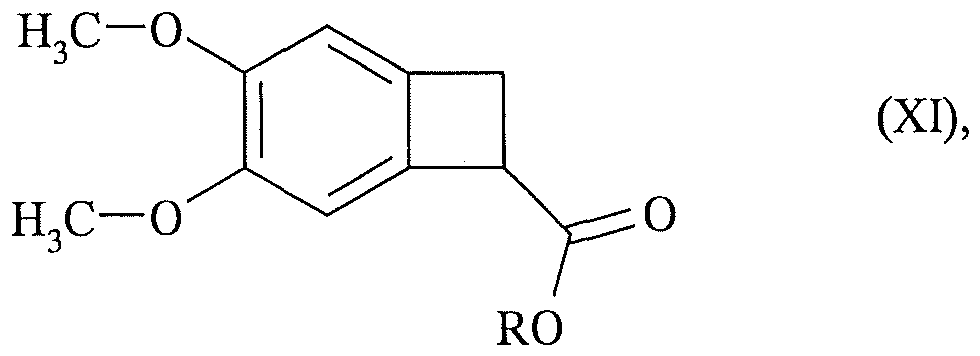 H₃C—O
(XI),
H₃C—O
O
RO